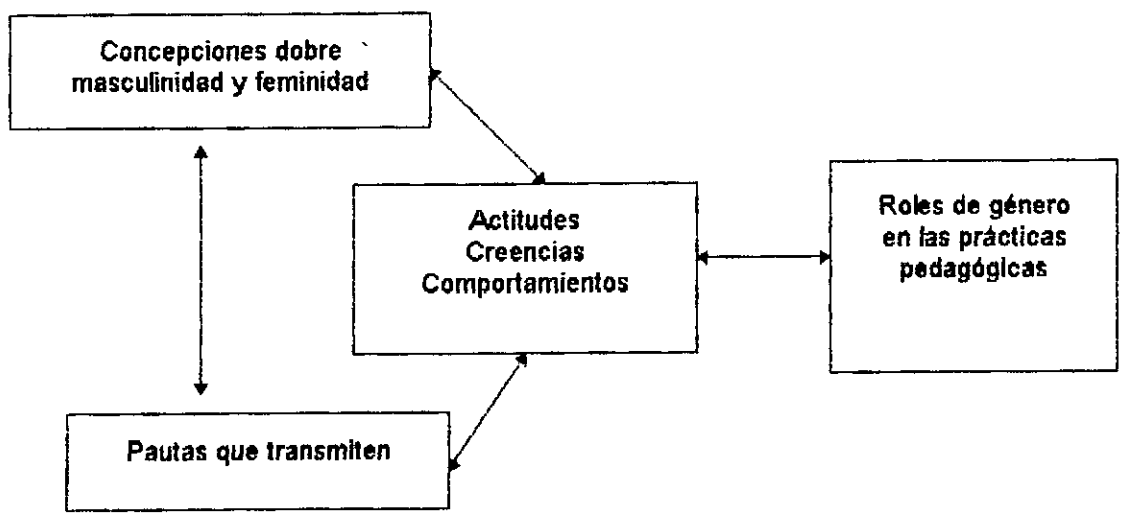 Concepciones dobre
masculinidad y feminidad
Actitudes
Creencias
Comportamientos
Roles de género
en las prácticas
pedagógicas
Pautas que transmiten